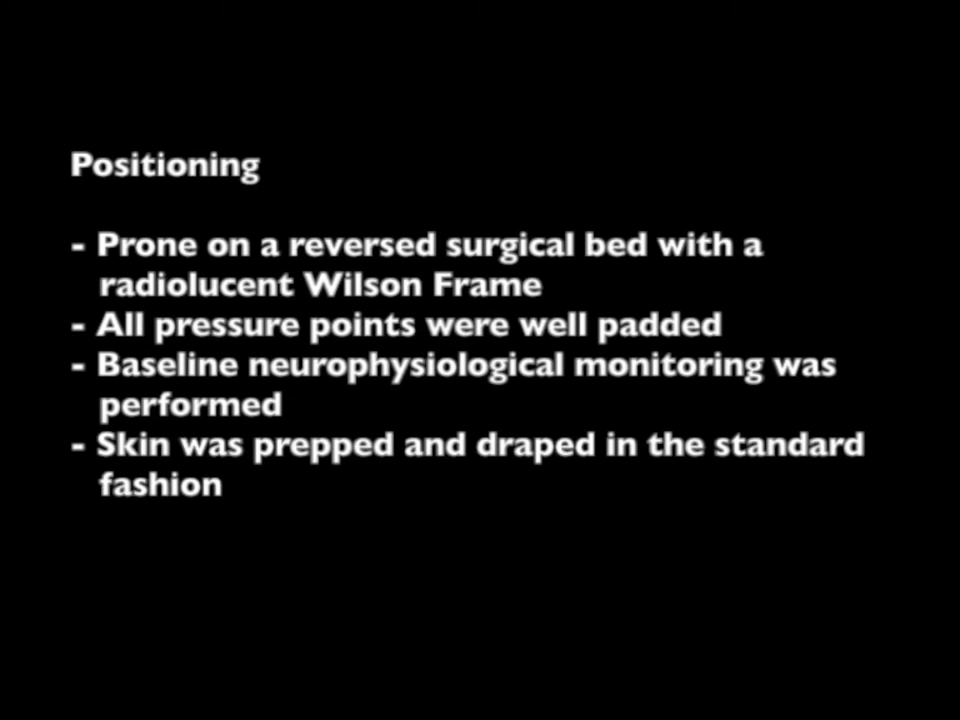 Positioning
- Prone on a reversed surgical bed with a
radiolucent Wilson Frame
- All pressure points were well padded
- Baseline neurophysiological monitoring was
performed
- Skin was prepped and draped in the standard
fashion